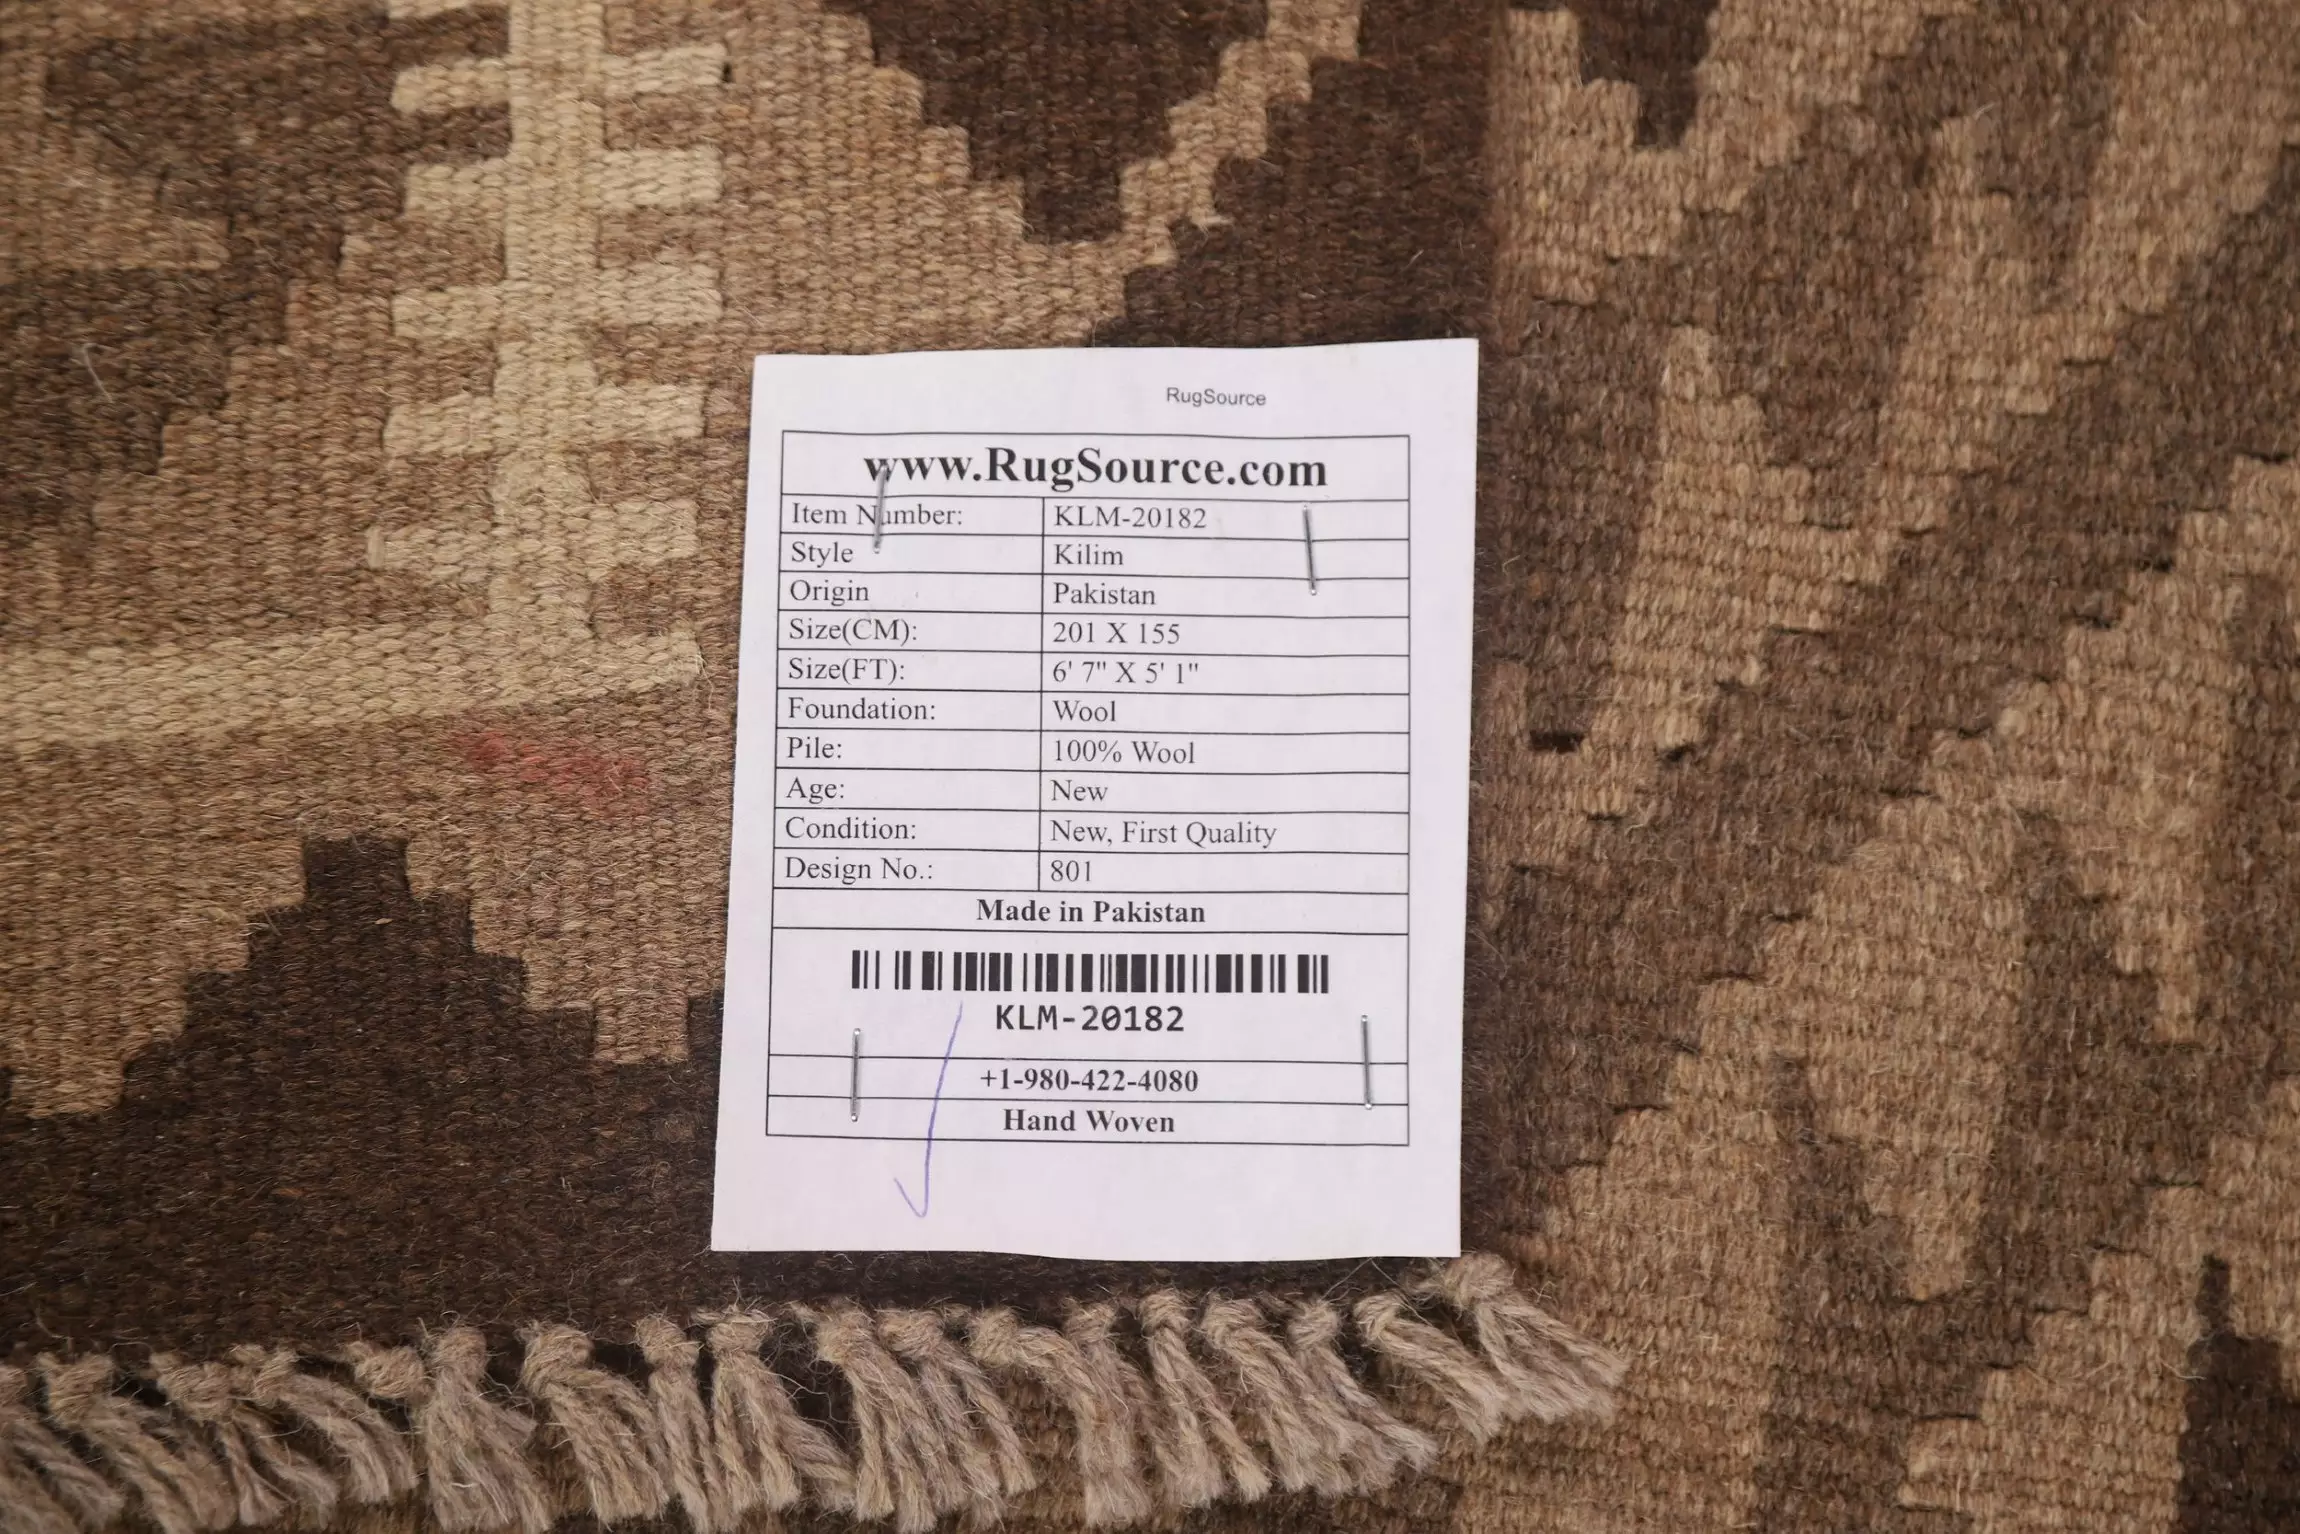 RugSource
www.RugSource.com
Item Number: KLM-20182
Style Kilim
Origin Pakistan
Size(CM): 201 X 155
Size(FT): 6' 7" X 5' 1"
Foundation: Wool
Pile: 100% Wool
Age: New
Condition: New, First Quality
Design No.: 801
Made in Pakistan
KLM-20182
+1-980-422-4080
Hand Woven